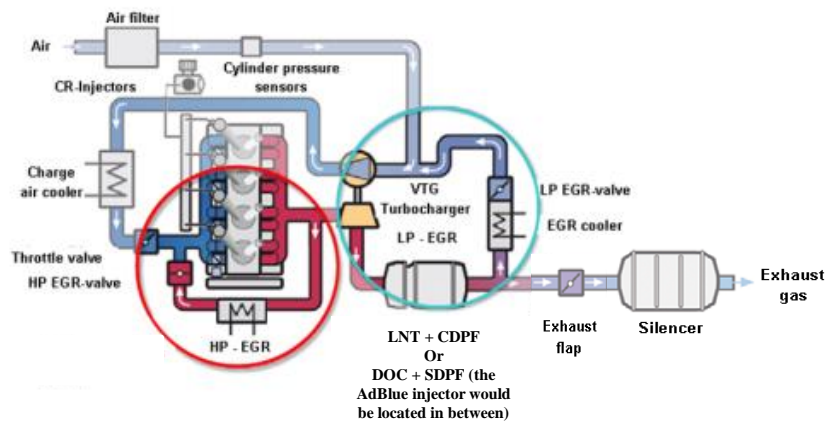 Air filter
Air
Cylinder pressure
sensors
CR-Injectors
Charge
air cooler
VTG
Turbocharger
LP - EGR
LP EGR-valve
EGR cooler
Throttle valve
HP EGR-valve
HP - EGR
Exhaust
gas
Exhaust
flap
Silencer
LNT + CDPF
Or
DOC + SDPF (the
AdBlue injector would
be located in between)